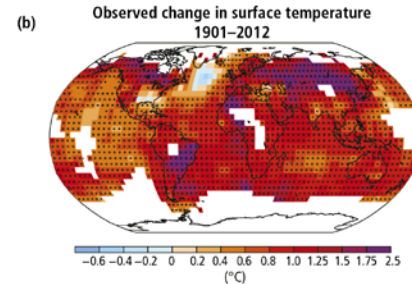 (b)
Observed change in surface temperature
1901–2012
−0.6 −0.4 −0.2 0 0.2 0.4 0.6 0.8 1.0 1.25 1.5 1.75 2.5
(°C)